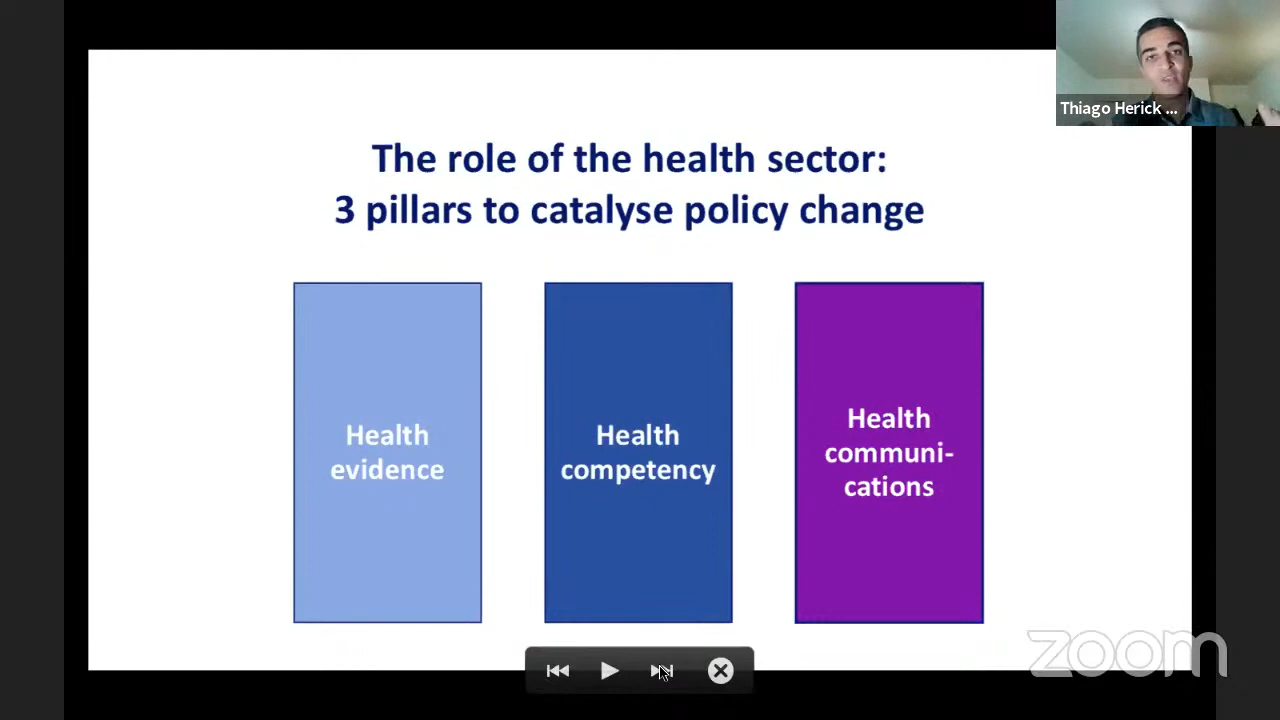 Thiago Herick ...
The role of the health sector:
3 pillars to catalyse policy change
Health
evidence
Health
competency
Health
communi-
cations
zoom